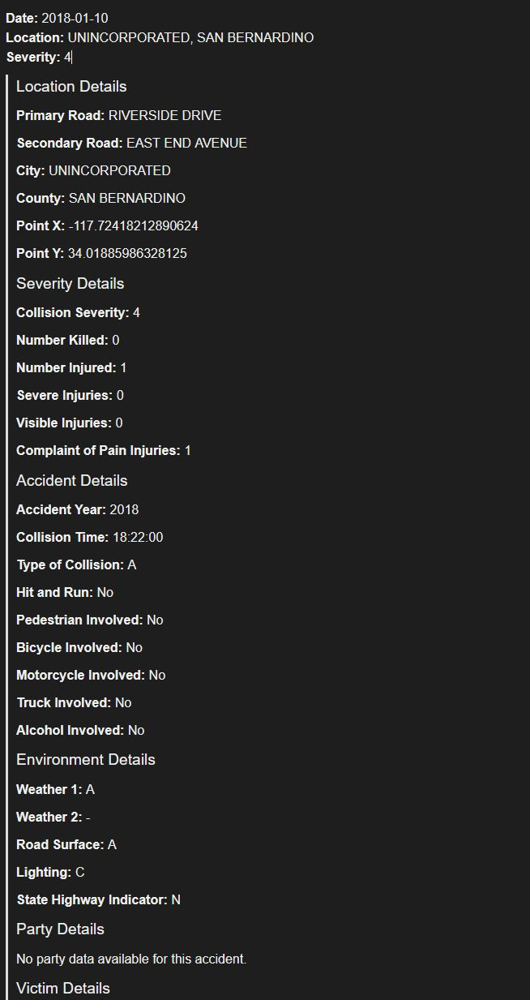 Date: 2018-01-10
Location: UNINCORPORATED, SAN BERNARDINO
Severity: 4
Location Details
Primary Road: RIVERSIDE DRIVE
Secondary Road: EAST END AVENUE
City: UNINCORPORATED
County: SAN BERNARDINO
Point X: -117.72418212890624
Point Y: 34.01885986328125
Severity Details
Collision Severity: 4
Number Killed: 0
Number Injured: 1
Severe Injuries: 0
Visible Injuries: 0
Complaint of Pain Injuries: 1
Accident Details
Accident Year: 2018
Collision Time: 18:22:00
Type of Collision: A
Hit and Run: No
Pedestrian Involved: No
Bicycle Involved: No
Motorcycle Involved: No
Truck Involved: No
Alcohol Involved: No
Environment Details
Weather 1: A
Weather 2: -
Road Surface: A
Lighting: C
State Highway Indicator: N
Party Details
No party data available for this accident.
Victim Details